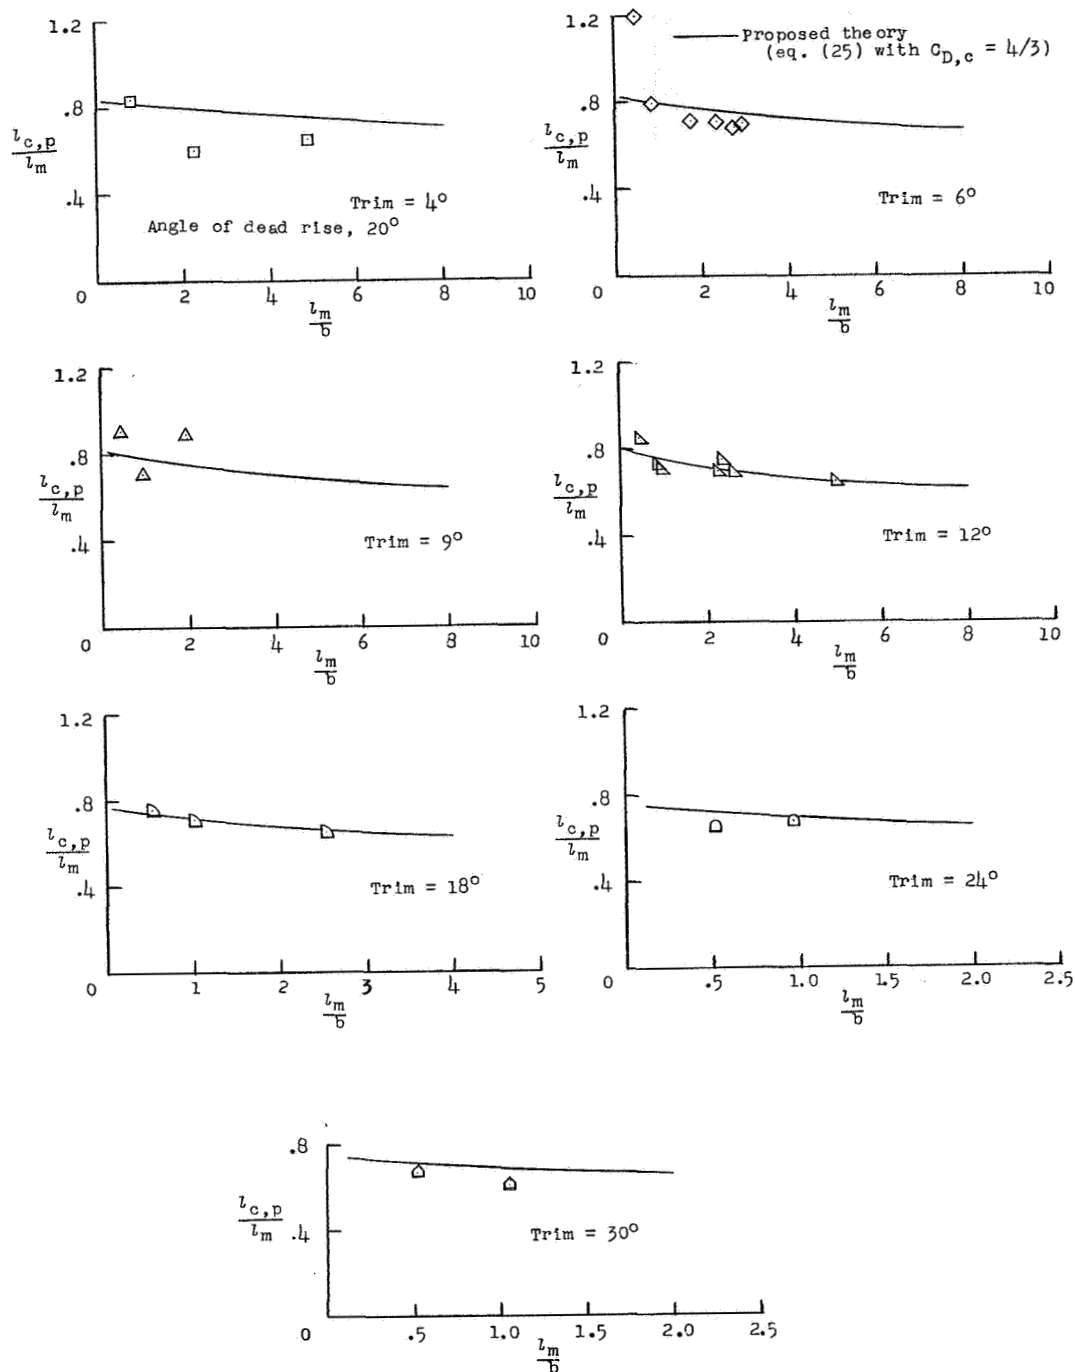 1.2
.8
.4
0
l_c,p
l_m
Trim = 4°
Angle of dead rise, 20°
2
4
6
8
10
l_m
b
1.2
.8
.4
0
l_c,p
l_m
Proposed theory
(eq. (25) with C_D,c = 4/3)
Trim = 6°
2
4
6
8
10
l_m
b
1.2
.8
.4
0
l_c,p
l_m
Trim = 9°
2
4
6
8
10
l_m
b
1.2
.8
.4
0
l_c,p
l_m
Trim = 12°
2
4
6
8
10
l_m
b
1.2
.8
.4
0
l_c,p
l_m
Trim = 18°
1
2
3
4
5
l_m
b
1.2
.8
.4
0
l_c,p
l_m
Trim = 24°
.5
1.0
1.5
2.0
2.5
l_m
b
.8
.4
0
l_c,p
l_m
Trim = 30°
.5
1.0
1.5
2.0
2.5
l_m
b